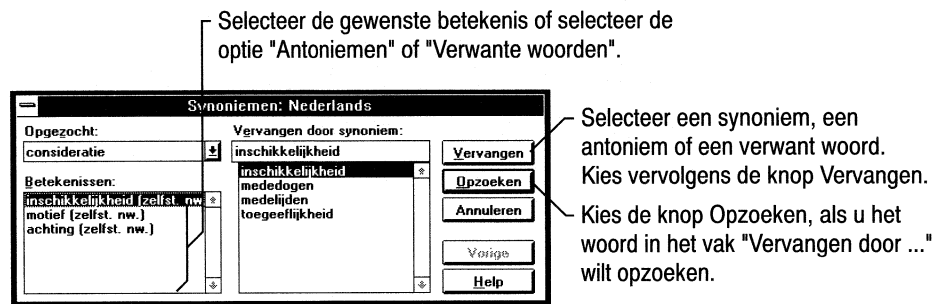 Selecteer de gewenste betekenis of selecteer de
optie "Antoniemen" of "Verwante woorden".
Synoniemen: Nederlands
Opgezocht:
consideratie
Betekenissen:
inschikkelijkheid (zelfst. nw
motief (zelfst. nw.)
achting (zelfst. nw.)
Vervangen door synoniem:
inschikkelijkheid
inschikkelijkheid
mededogen
medelijden
toegeeflijkheid
Vervangen
Opzoeken
Annuleren
Vorige
Help
Selecteer een synoniem, een
antoniem of een verwant woord.
Kies vervolgens de knop Vervangen.
Kies de knop Opzoeken, als u het
woord in het vak "Vervangen door ..."
wilt opzoeken.